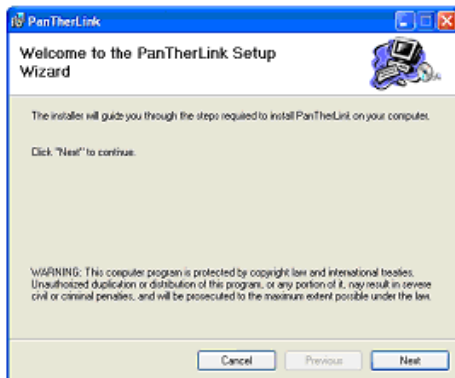 PanTherLink
Welcome to the PanTherLink Setup
Wizard
The installer will guide you through the steps required to install PanTherLink on your computer.
Click "Next" to continue.
WARNING: This computer program is protected by copyright law and international treaties.
Unauthorized duplication or distribution of this program, or any portion of it, may result in severe
civil or criminal penalties, and will be prosecuted to the maximum extent possible under the law.
Cancel Previous Next